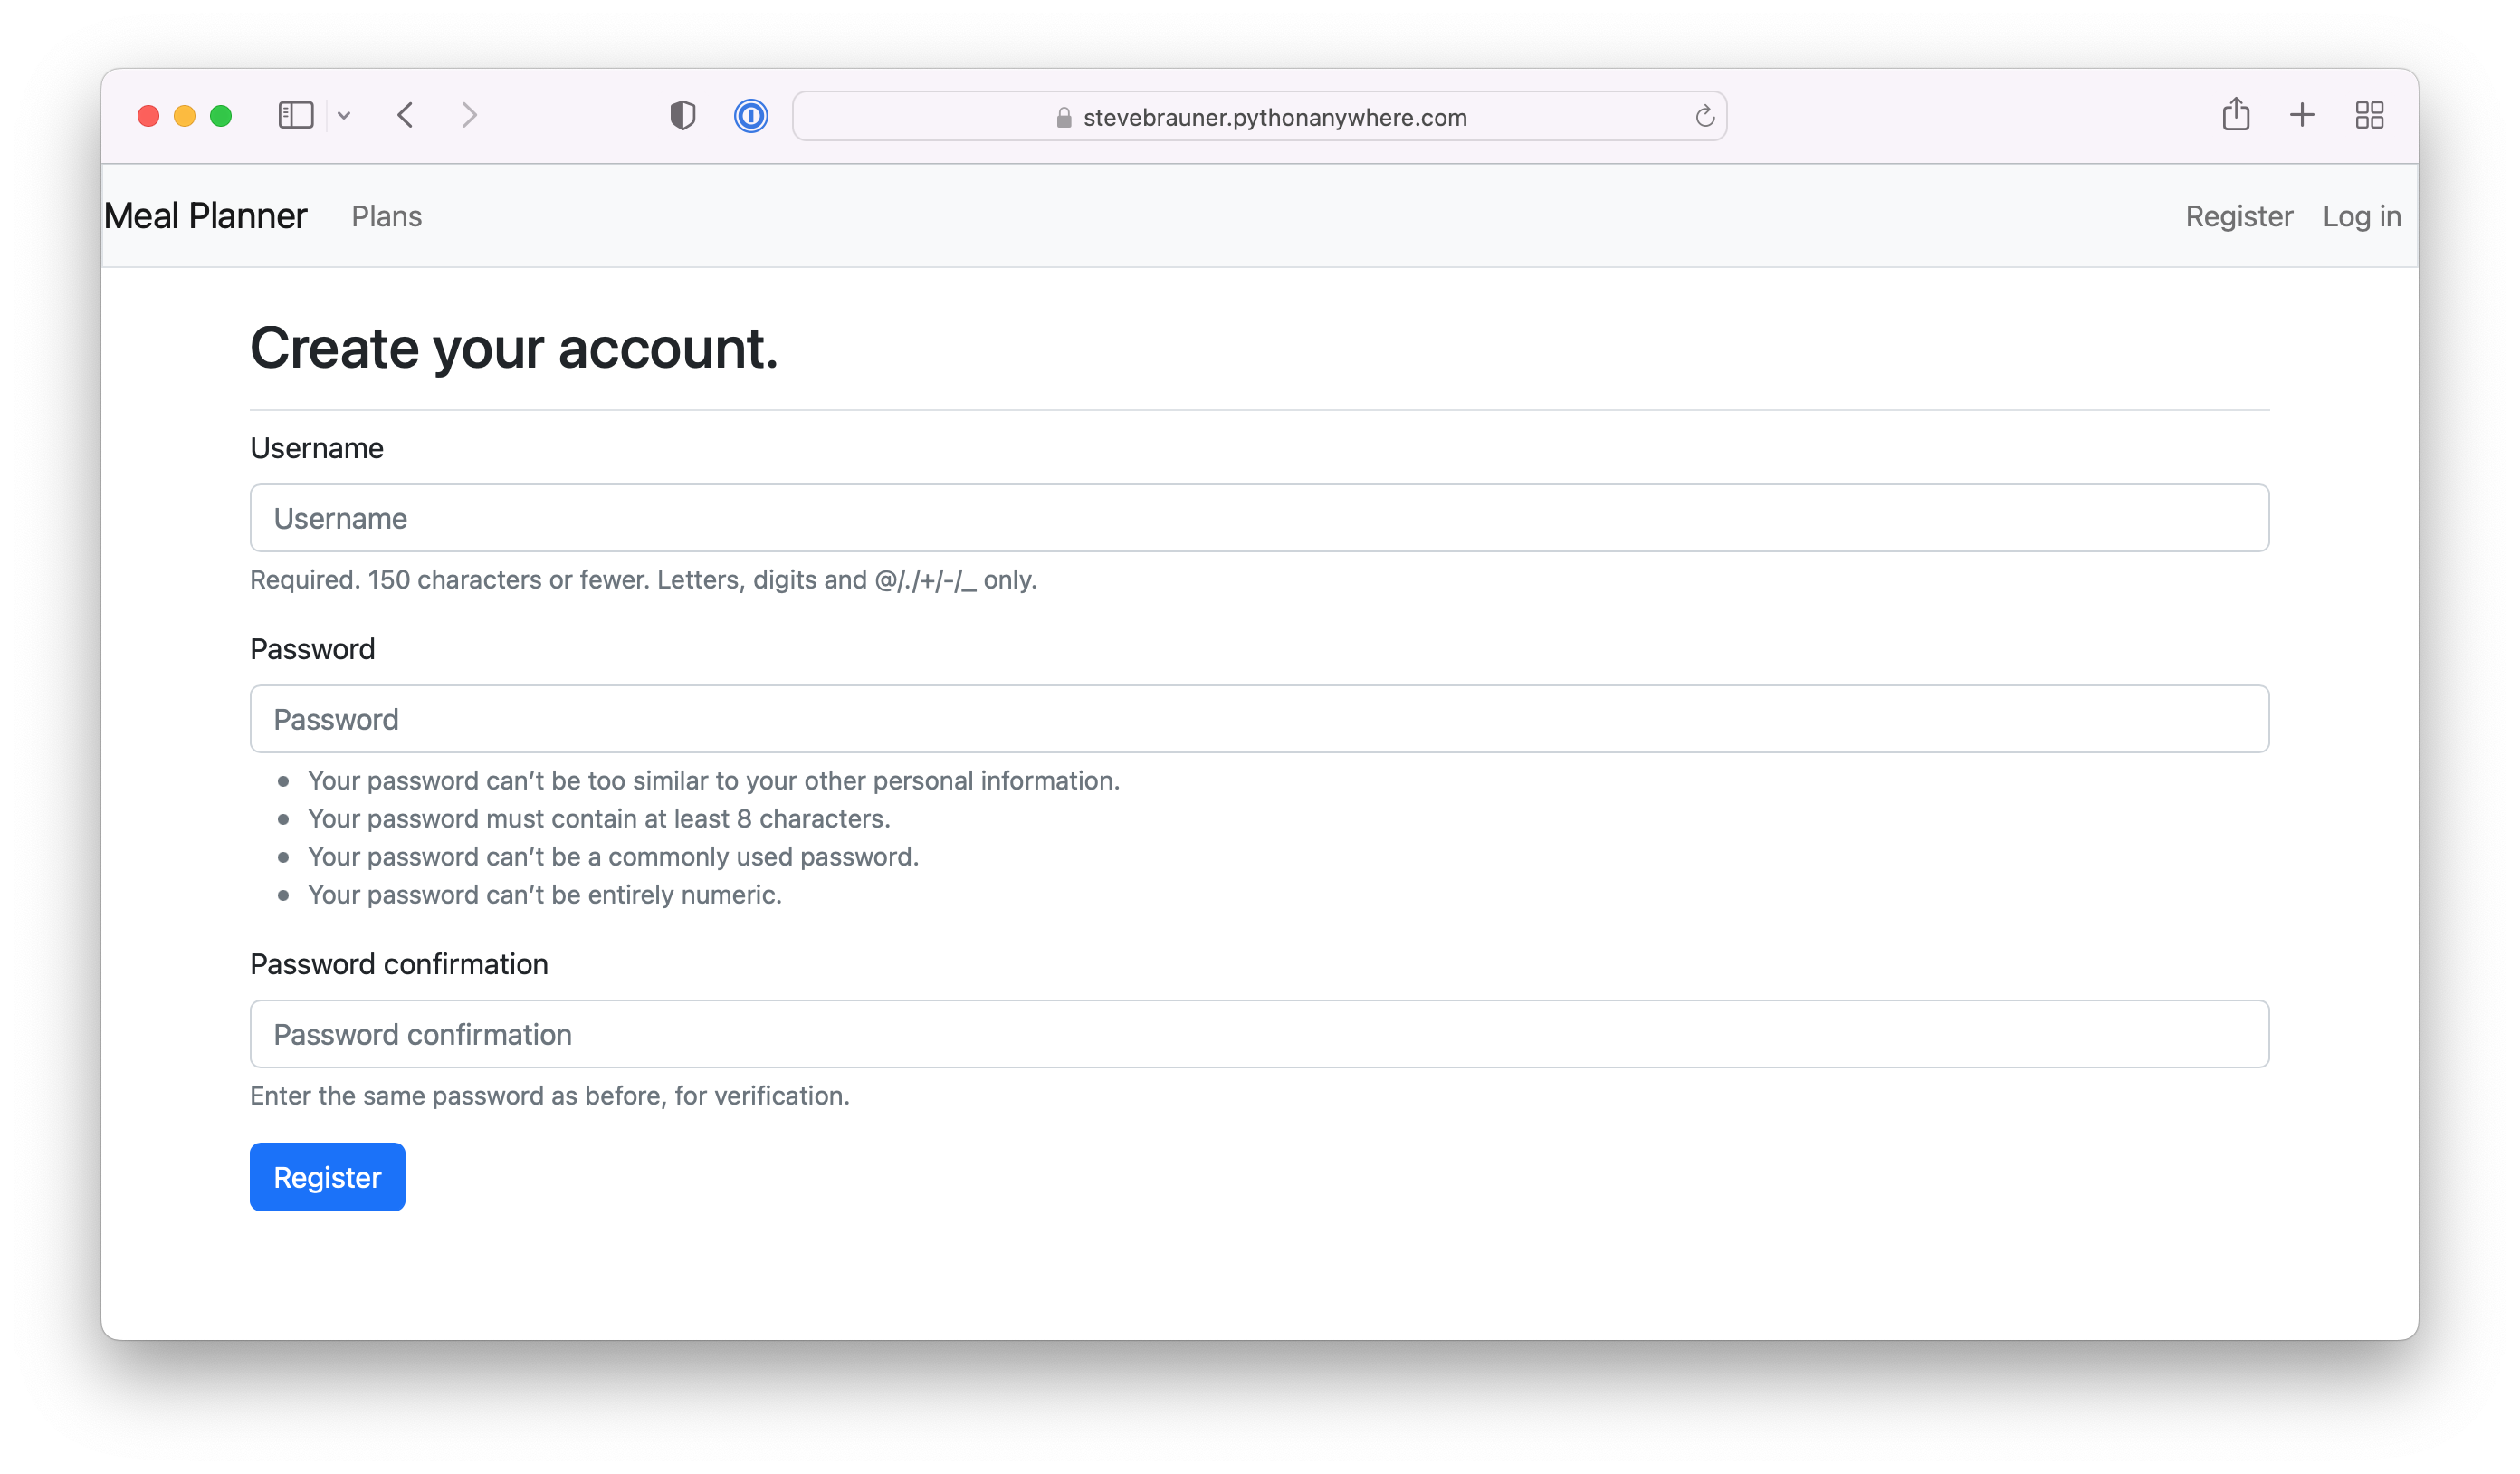 stevebrauner.pythonanywhere.com
Meal Planner Plans Register Log in
Create your account.
Username
Username
Required. 150 characters or fewer. Letters, digits and @/./+/-/_ only.
Password
Password
Your password can’t be too similar to your other personal information.
Your password must contain at least 8 characters.
Your password can’t be a commonly used password.
Your password can’t be entirely numeric.
Password confirmation
Password confirmation
Enter the same password as before, for verification.
Register